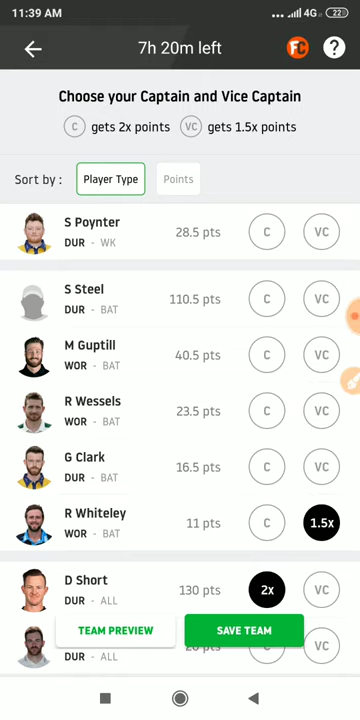 11:39 AM 4G 22
7h 20m left FC ?
Choose your Captain and Vice Captain
C gets 2x points VC gets 1.5x points
Sort by : Player Type Points
S Poynter
DUR - WK 28.5 pts C VC
S Steel
DUR - BAT 110.5 pts C VC
M Guptill
WOR - BAT 40.5 pts C VC
R Wessels
WOR - BAT 23.5 pts C VC
G Clark
DUR - BAT 16.5 pts C VC
R Whiteley
WOR - BAT 11 pts C 1.5x
D Short
DUR - ALL 130 pts 2x VC
TEAM PREVIEW SAVE TEAM
DUR - ALL C VC